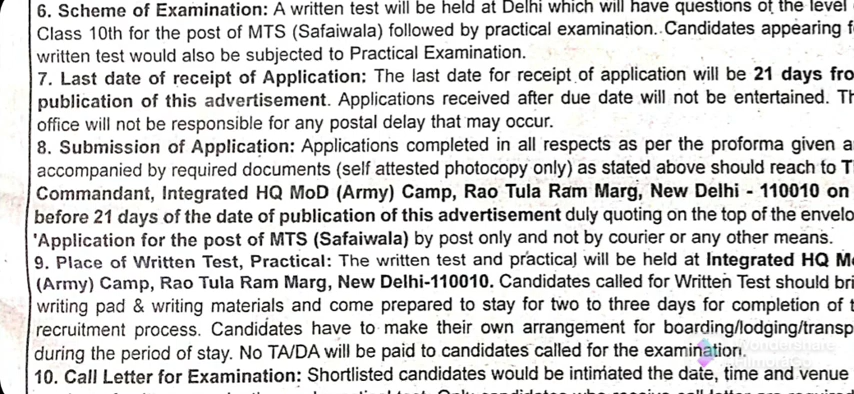 6. Scheme of Examination: A written test will be held at Delhi which will have questions of the level
Class 10th for the post of MTS (Safaiwala) followed by practical examination. Candidates appearing f
written test would also be subjected to Practical Examination.
7. Last date of receipt of Application: The last date for receipt of application will be 21 days fro
publication of this advertisement. Applications received after due date will not be entertained. Th
office will not be responsible for any postal delay that may occur.
8. Submission of Application: Applications completed in all respects as per the proforma given a
accompanied by required documents (self attested photocopy only) as stated above should reach to T
Commandant, Integrated HQ MoD (Army) Camp, Rao Tula Ram Marg, New Delhi - 110010 on
before 21 days of the date of publication of this advertisement duly quoting on the top of the envelo
'Application for the post of MTS (Safaiwala) by post only and not by courier or any other means.
9. Place of Written Test, Practical: The written test and practical will be held at Integrated HQ M
(Army) Camp, Rao Tula Ram Marg, New Delhi-110010. Candidates called for Written Test should bri
writing pad & writing materials and come prepared to stay for two to three days for completion of t
recruitment process. Candidates have to make their own arrangement for boarding/lodging/transp
during the period of stay. No TA/DA will be paid to candidates called for the examination.
Wondershare
10. Call Letter for Examination: Shortlisted candidates would be intimated the date, time and venue